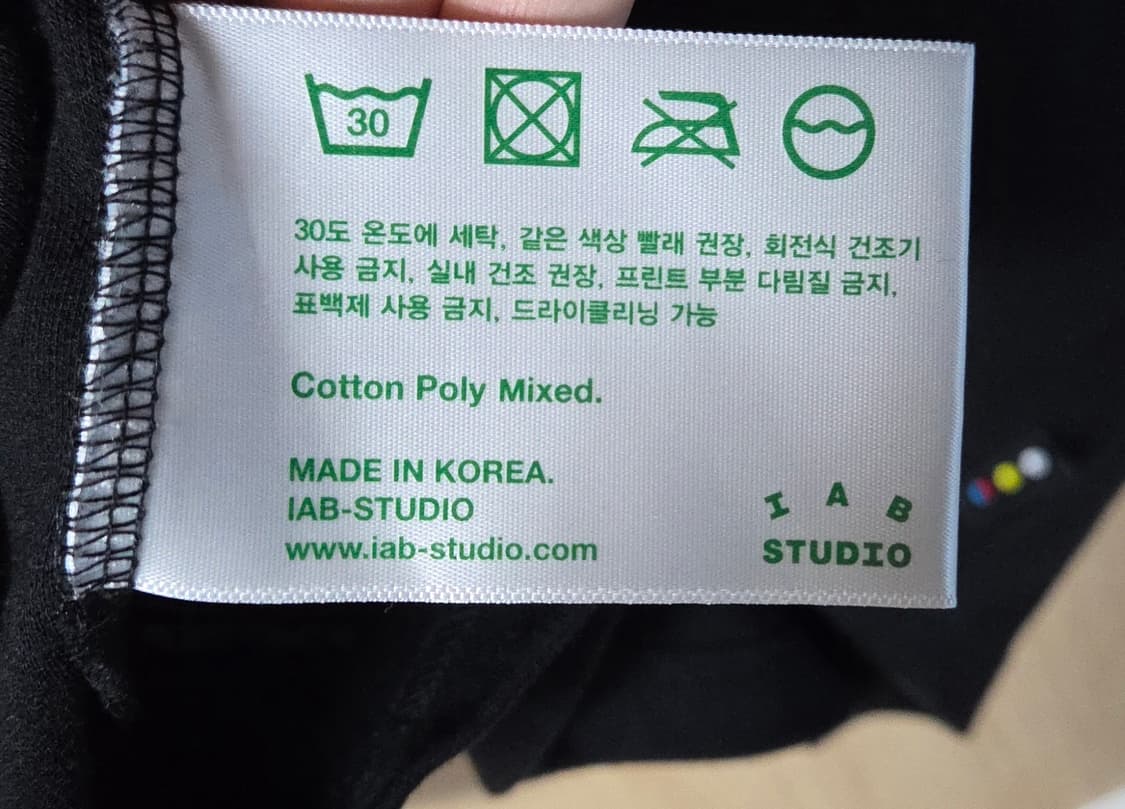 30
30도 온도에 세탁, 같은 색상 빨래 권장, 회전식 건조기
사용 금지, 실내 건조 권장, 프린트 부분 다림질 금지,
표백제 사용 금지, 드라이클리닝 가능
Cotton Poly Mixed.
MADE IN KOREA.
IAB-STUDIO
www.iab-studio.com
I A B
STUDIO